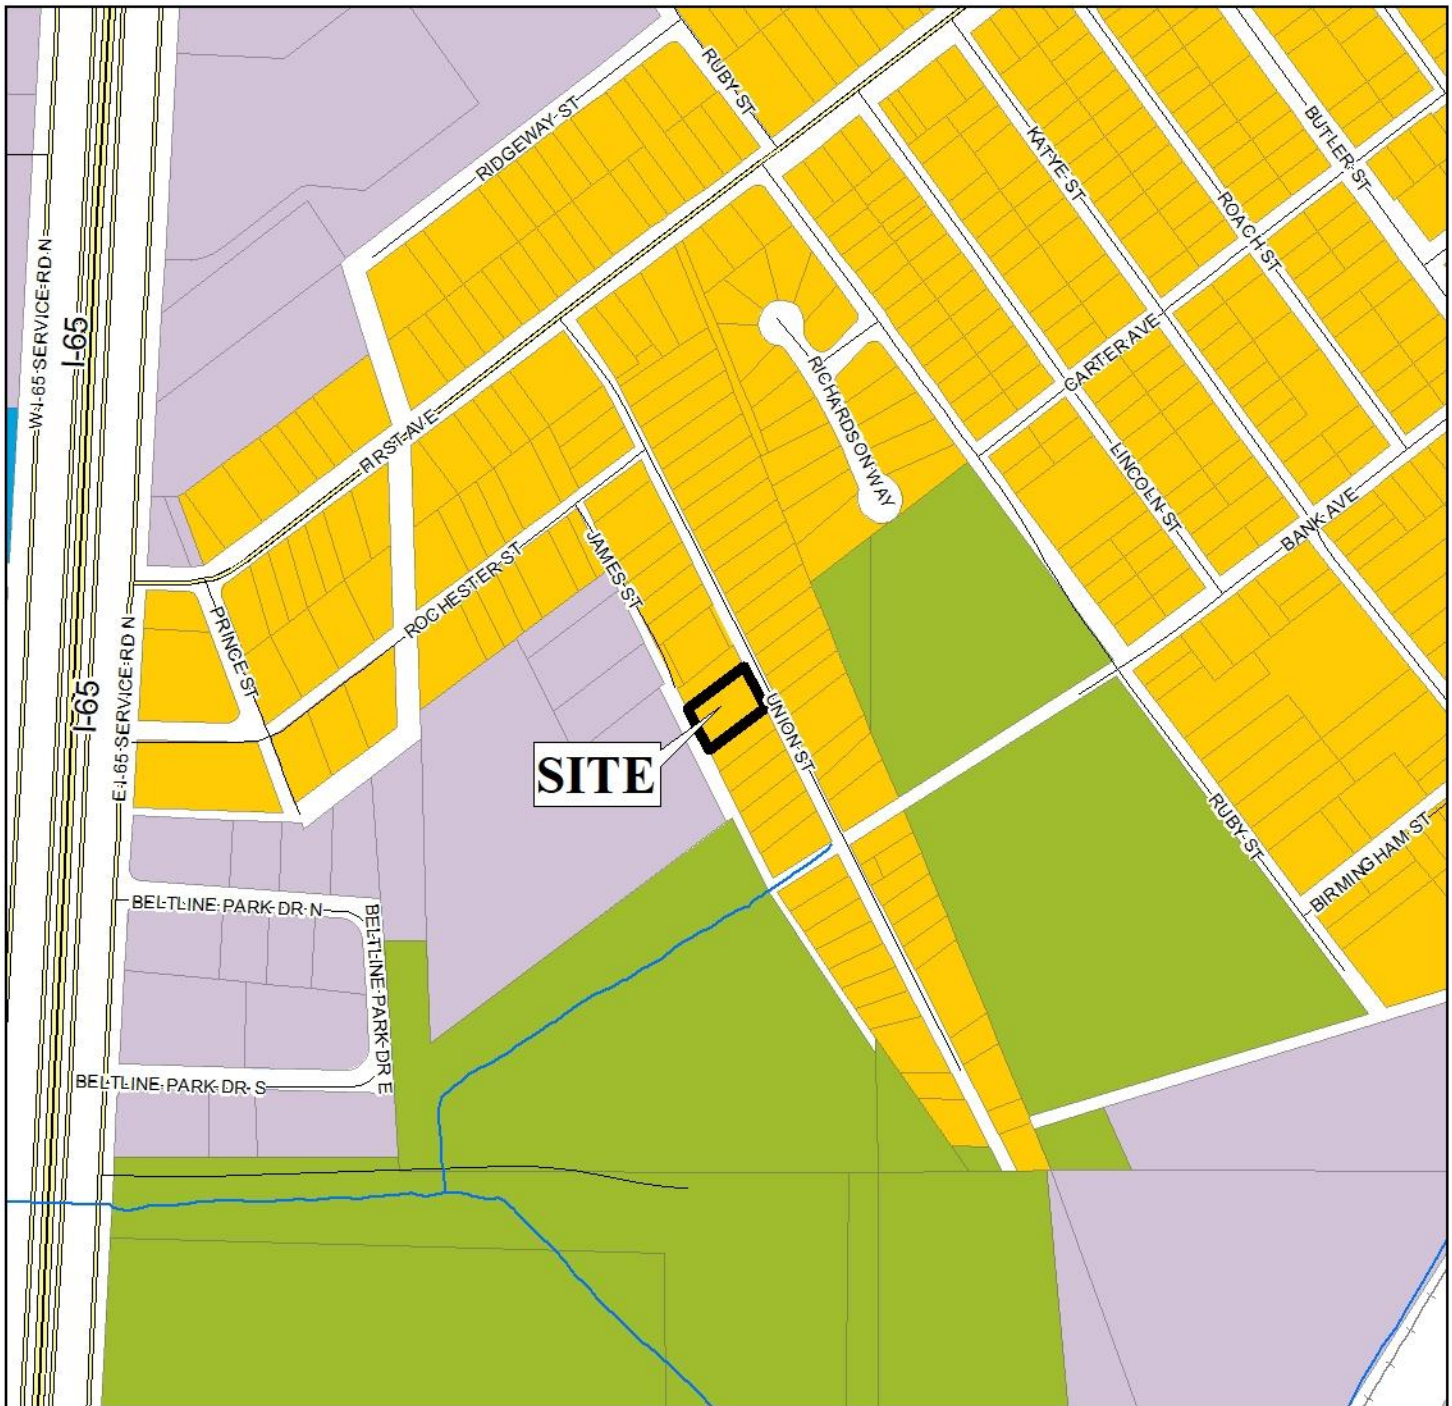 RUBY ST
RIDGEWAY ST
KATYE ST
BUTLER ST
ROACH ST
W I-65 SERVICE RD N
I-65
CARTER AVE
RICHARDSON WAY
FIRST AVE
LINCOLN ST
BANK AVE
JAMES ST
ROCHESTER ST
PRINCE ST
E I-65 SERVICE RD N
I-65
UNION ST
SITE
RUBY ST
BIRMINGHAM ST
BELTLINE PARK DR N
BELTLINE PARK DR E
BELTLINE PARK DR S